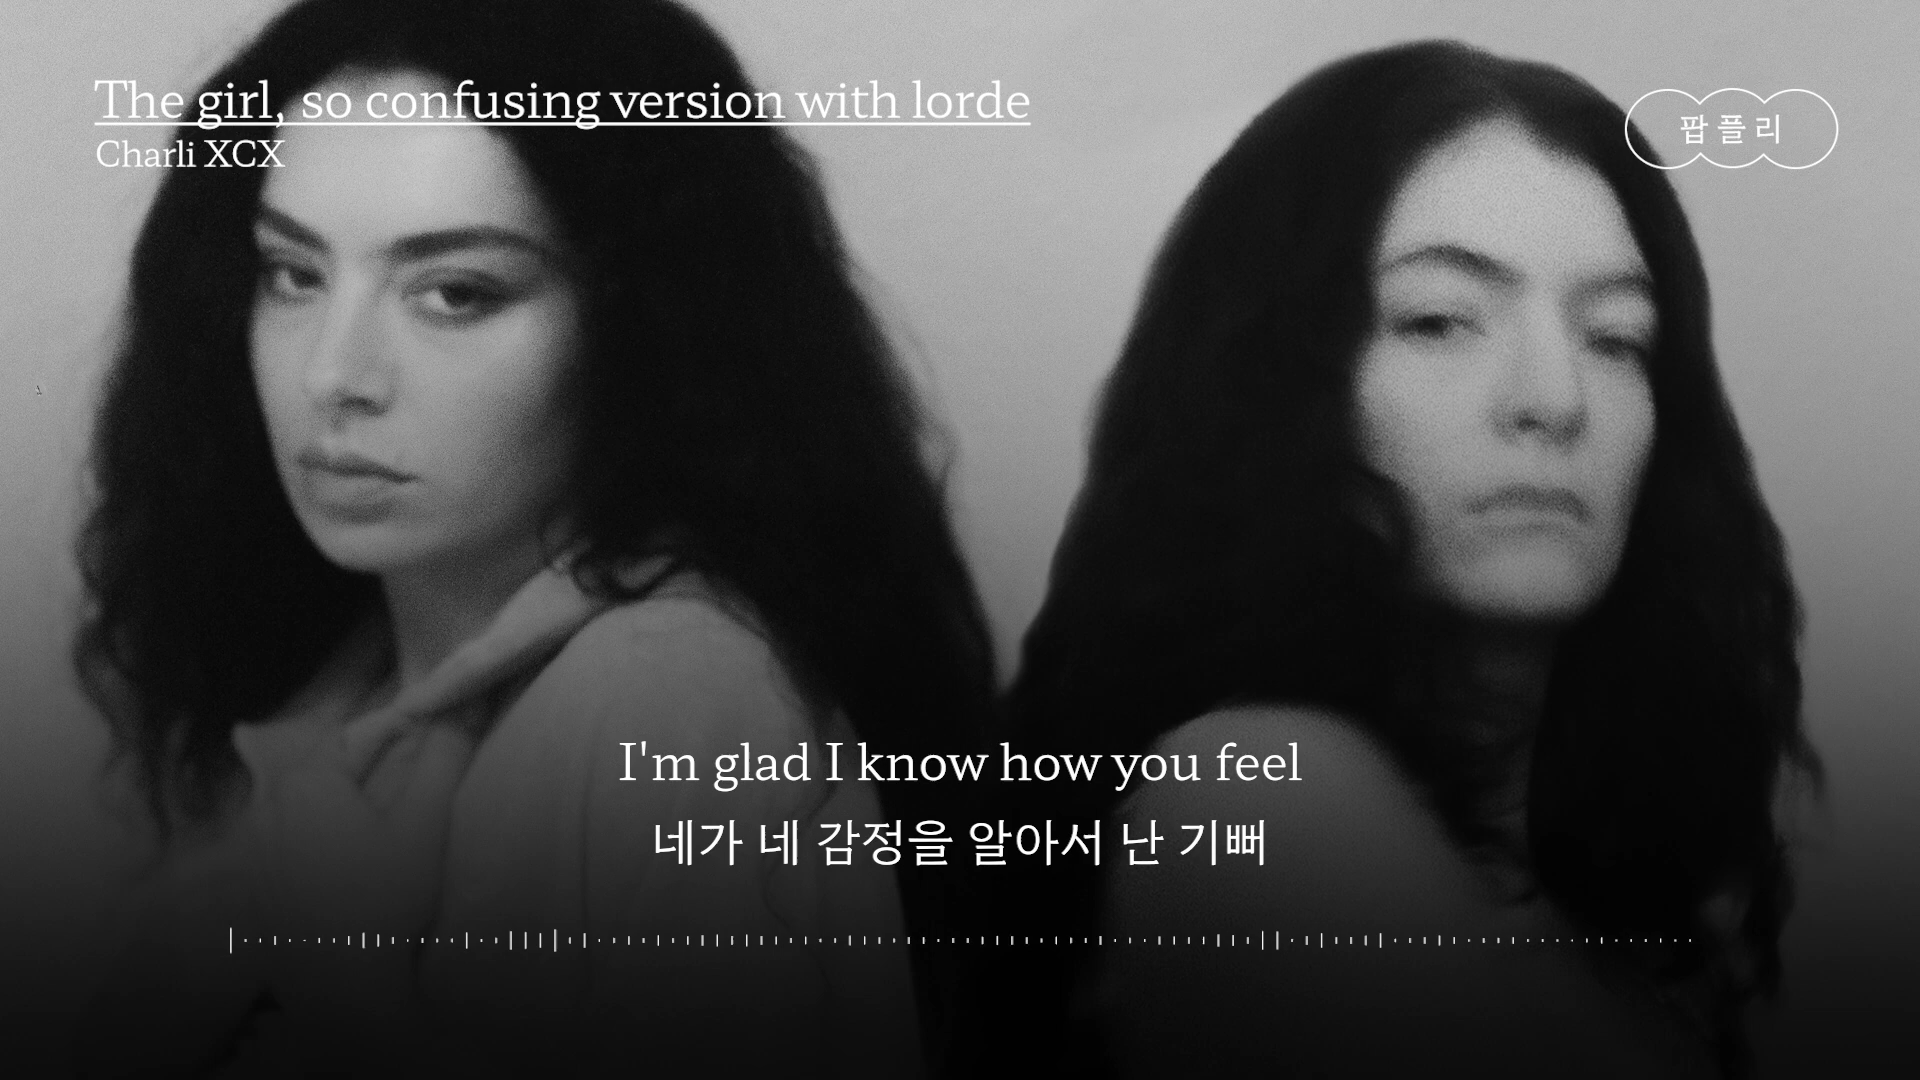 The girl, so confusing version with lorde
Charli XCX
팝플리
I'm glad I know how you feel
네가 네 감정을 알아서 난 기뻐